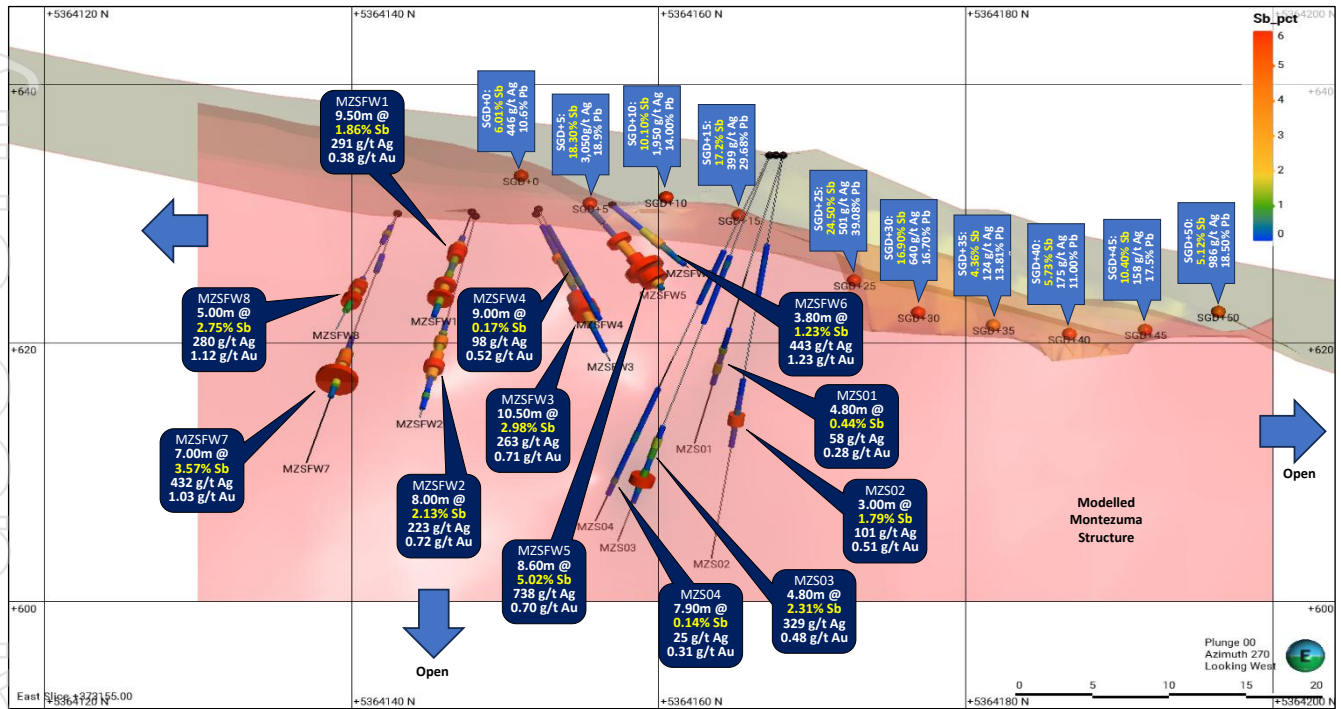 +5364120 N
+5364140 N
+5364160 N
+5364180 N
+5364200 N
Sb_pct
6
5
4
3
2
1
0
+640
+640
+620
+620
+600
+600
MZSFW1
9.50m @
1.86% Sb
291 g/t Ag
0.38 g/t Au
SGD+0:
6.01% Sb
446 g/t Ag
10.6% Pb
SGD+5:
18.30% Sb
3,050g/t Ag
18.9% Pb
SGD+10:
10.10% Sb
1,950 g/t Ag
14.00% Pb
SGD+15:
17.2% Sb
399 g/t Ag
29.68% Pb
SGD+25:
24.50% Sb
501 g/t Ag
39.08% Pb
SGD+30:
16.90% Sb
640 g/t Ag
16.70% Pb
SGD+35:
4.36% Sb
124 g/t Ag
13.81% Pb
SGD+40:
5.73% Sb
175 g/t Ag
11.00% Pb
SGD+45:
10.40% Sb
158 g/t Ag
17.5% Pb
SGD+50:
5.12% Sb
986 g/t Ag
18.50% Pb
SGD+0
SGD+5
SGD+10
SGD+15
SGD+25
SGD+30
SGD+35
SGD+40
SGD+45
SGD+50
MZSFW8
5.00m @
2.75% Sb
280 g/t Ag
1.12 g/t Au
MZSFW4
9.00m @
0.17% Sb
98 g/t Ag
0.52 g/t Au
MZSFW6
3.80m @
1.23% Sb
443 g/t Ag
1.23 g/t Au
MZSFW8
MZSFW1
MZSFW4
MZSFW5
MZSFW3
MZSFW2
MZSFW7
MZS01
MZS04
MZS03
MZS02
MZSFW7
7.00m @
3.57% Sb
432 g/t Ag
1.03 g/t Au
MZSFW2
8.00m @
2.13% Sb
223 g/t Ag
0.72 g/t Au
MZSFW3
10.50m @
2.98% Sb
263 g/t Ag
0.71 g/t Au
MZSFW5
8.60m @
5.02% Sb
738 g/t Ag
0.70 g/t Au
MZS01
4.80m @
0.44% Sb
58 g/t Ag
0.28 g/t Au
MZS02
3.00m @
1.79% Sb
101 g/t Ag
0.51 g/t Au
MZS04
7.90m @
0.14% Sb
25 g/t Ag
0.31 g/t Au
MZS03
4.80m @
2.31% Sb
329 g/t Ag
0.48 g/t Au
Modelled
Montezuma
Structure
Open
Open
Plunge 00
Azimuth 270
Looking West
E
0
5
10
15
20
East Slice +373155.00
+5364120 N
+5364140 N
+5364160 N
+5364180 N
+5364200 N